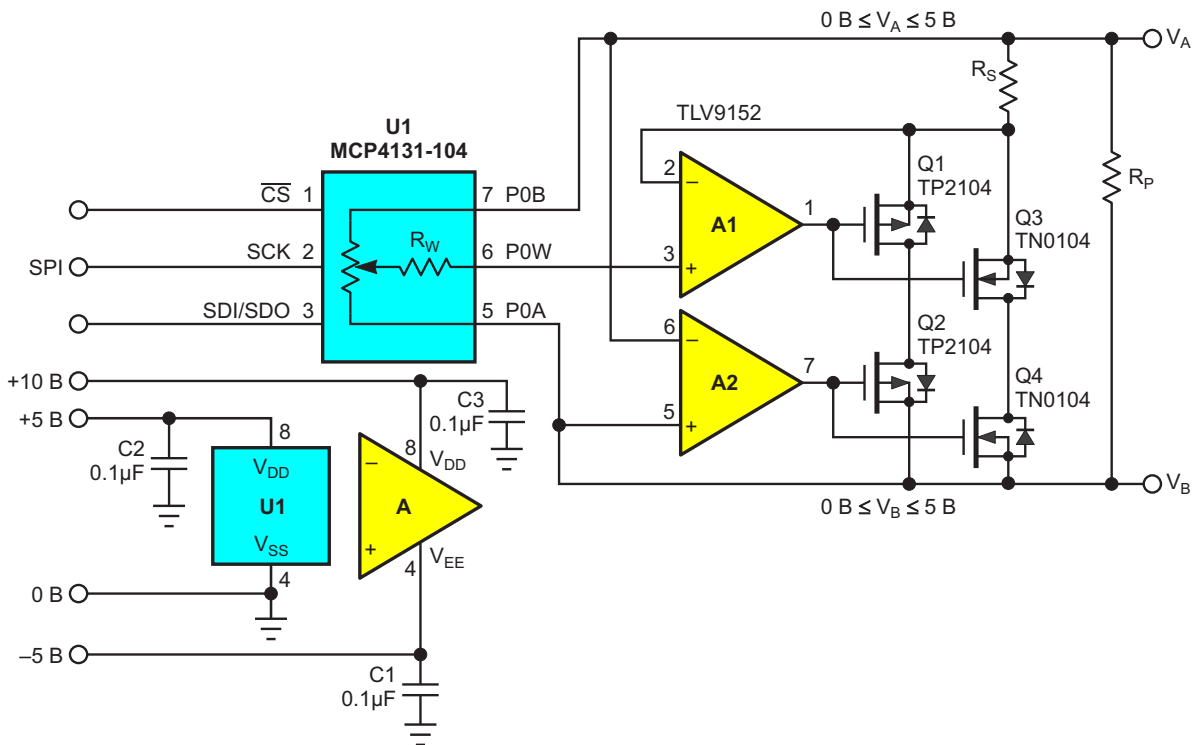 0 В ≤ VA ≤ 5 В
VA
RS
TLV9152
U1
MCP4131-104
Q1
TP2104
2
−
RP
CS 1
7 P0B
Q3
TN0104
A1
1
RW
SCK 2
6 P0W
SPI
3
+
SDI/SDO 3
5 P0A
Q2
TP2104
6
−
+10 В
A2
7
Q4
TN0104
C3
0.1µF
+5 В
5
+
8
C2
0.1µF
8
VDD
VDD
−
VB
U1
A
0 В ≤ VB ≤ 5 В
VSS
+
VEE
4
4
0 В
−5 В
C1
0.1µF